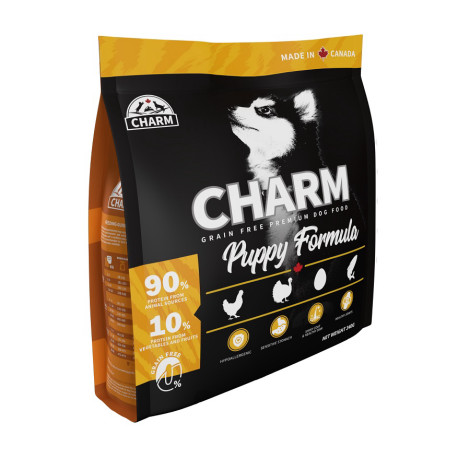 MADE IN CANADA
CHARM
CHARM
GRAIN FREE PREMIUM DOG FOOD
Puppy Formula
90%
PROTEIN FROM
ANIMAL SOURCES
10%
PROTEIN FROM
VEGETABLES AND FRUITS
GRAIN FREE
%
HYPOALLERGENIC
SENSITIVE STOMACH
NET WEIGHT